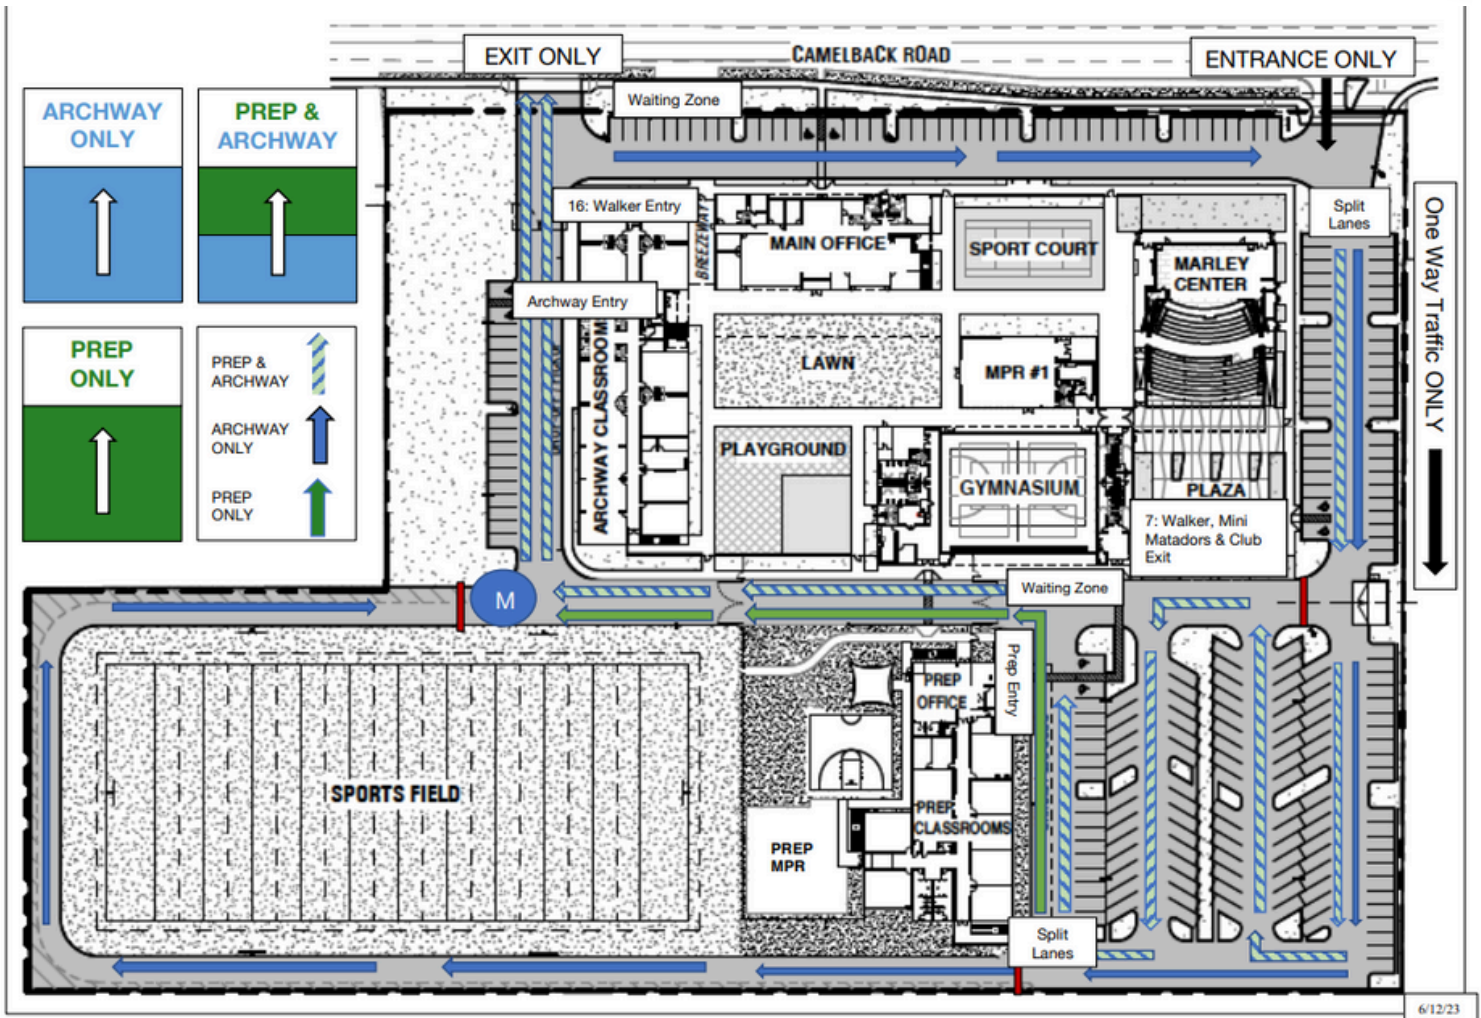 EXIT ONLY
CAMELBACK ROAD
ENTRANCE ONLY
Waiting Zone
ARCHWAY
ONLY
PREP &
ARCHWAY
16: Walker Entry
BREEZEWAY
MAIN OFFICE
SPORT COURT
MARLEY
CENTER
Split
Lanes
One Way Traffic ONLY
Archway Entry
PREP
ONLY
PREP &
ARCHWAY
ARCHWAY
ONLY
PREP
ONLY
ARCHWAY CLASSROOMS
LAWN
MPR #1
PLAYGROUND
GYMNASIUM
PLAZA
7: Walker, Mini
Matadors & Club
Exit
M
Waiting Zone
Prep Entry
PREP
OFFICE
SPORTS FIELD
PREP
CLASSROOMS
PREP
MPR
Split
Lanes
6/12/23